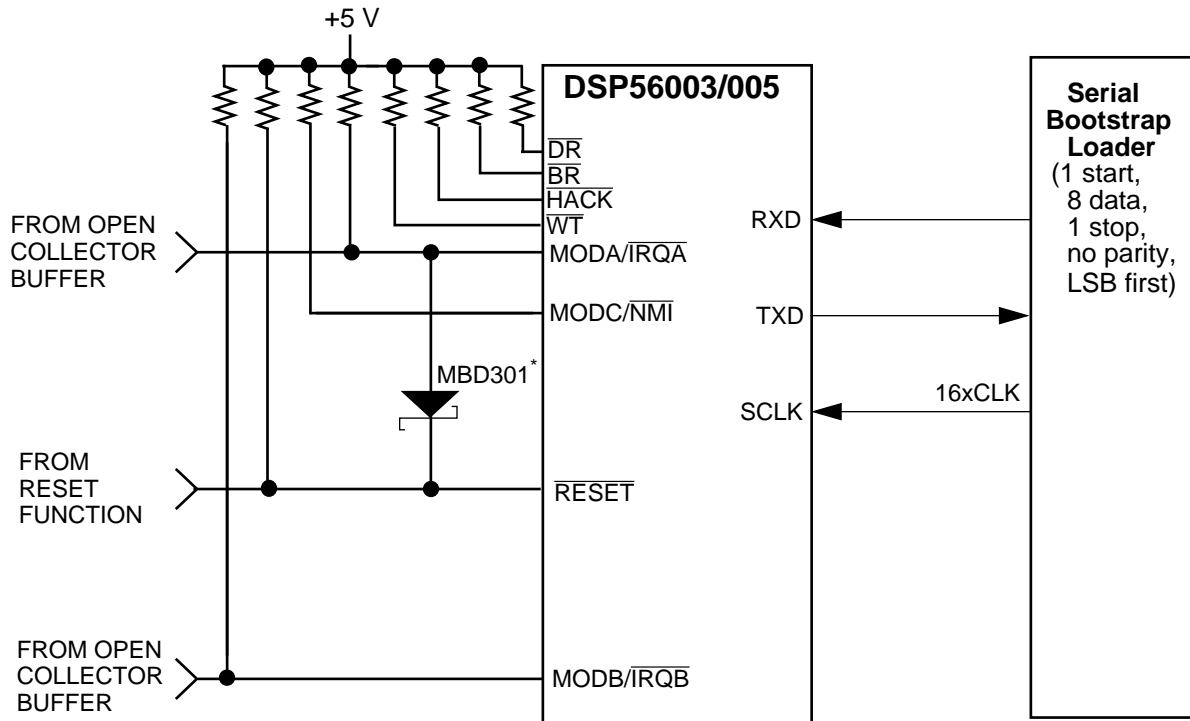 +5 V
DSP56003/005
DR
BR
HACK
WT
MODA/IRQA
MODC/NMI
RESET
MODB/IRQB
FROM OPEN
COLLECTOR
BUFFER
MBD301*
FROM
RESET
FUNCTION
FROM OPEN
COLLECTOR
BUFFER
RXD
TXD
SCLK
16xCLK
Serial
Bootstrap
Loader
(1 start,
8 data,
1 stop,
no parity,
LSB first)